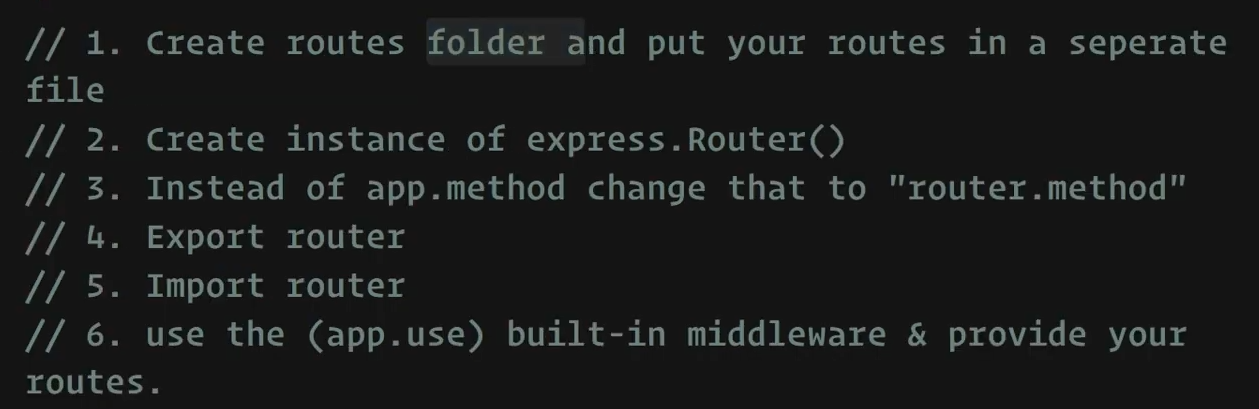 // 1. Create routes folder and put your routes in a seperate
file
// 2. Create instance of express.Router()
// 3. Instead of app.method change that to "router.method"
// 4. Export router
// 5. Import router
// 6. use the (app.use) built-in middleware & provide your
routes.